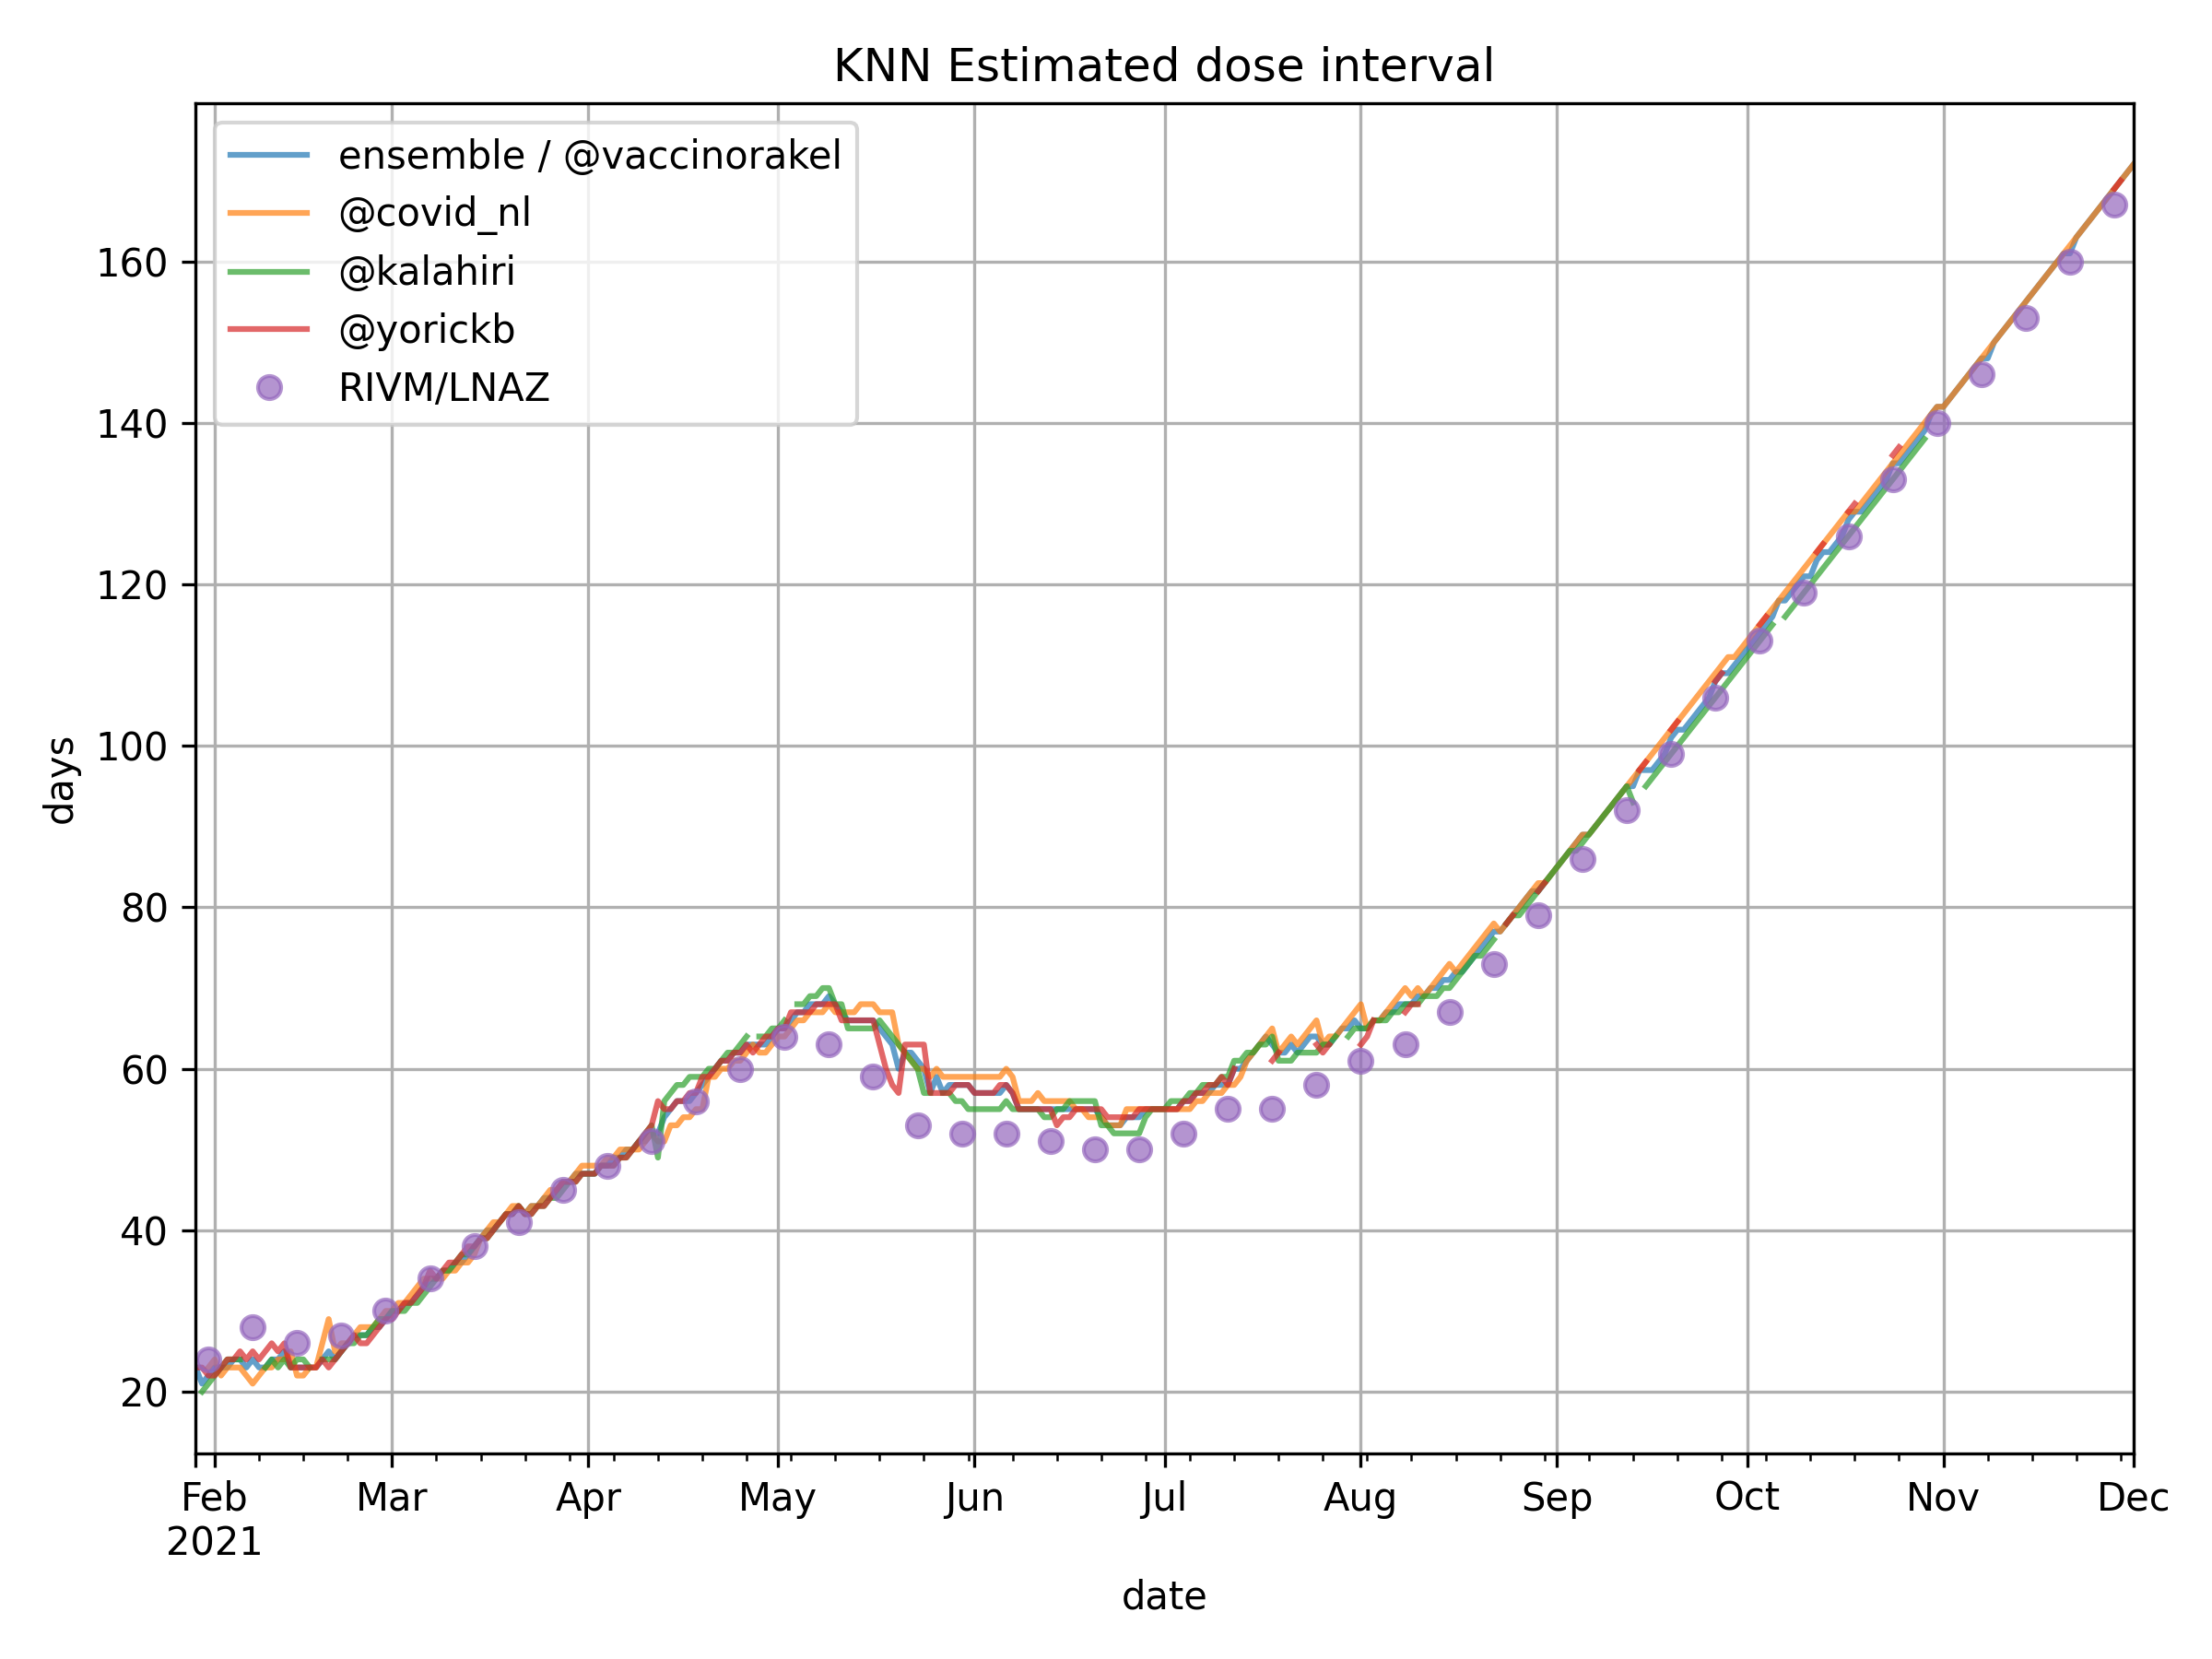 KNN Estimated dose interval
ensemble / @vaccinorakel
@covid_nl
@kalahiri
@yorickb
RIVM/LNAZ
160
140
120
100
80
60
40
20
days
Feb Mar Apr May Jun Jul Aug Sep Oct Nov Dec
2021
date